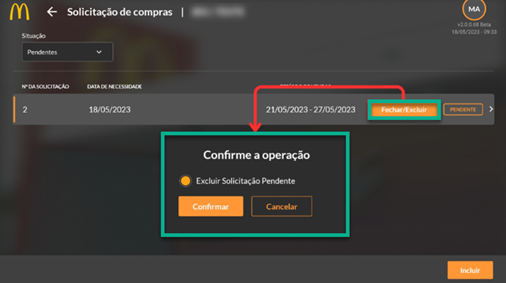 Solicitação de compras |
MA
v2.0.0.68 Beta
18/05/2023 - 09:33
Situação
Pendentes
Nº DA SOLICITAÇÃO DATA DE NECESSIDADE
2 18/05/2023 21/05/2023 - 27/05/2023 Fechar/Excluir PENDENTE
Confirme a operação
Excluir Solicitação Pendente
Confirmar Cancelar
Incluir